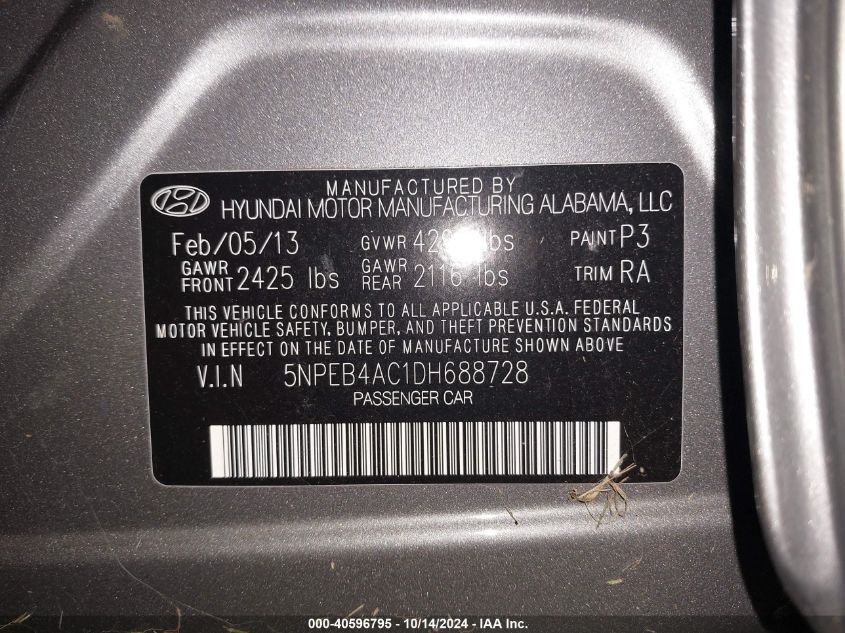 MANUFACTURED BY
HYUNDAI MOTOR MANUFACTURING ALABAMA, LLC
Feb/05/13 GVWR lbs PAINT P3
GAWR FRONT 2425 lbs GAWR REAR 2116 lbs TRIM RA
THIS VEHICLE CONFORMS TO ALL APPLICABLE U.S.A. FEDERAL
MOTOR VEHICLE SAFETY, BUMPER, AND THEFT PREVENTION STANDARDS
IN EFFECT ON THE DATE OF MANUFACTURE SHOWN ABOVE
V.I.N 5NPEB4AC1DH688728
PASSENGER CAR
000-40596795 - 10/14/2024 - IAA Inc.